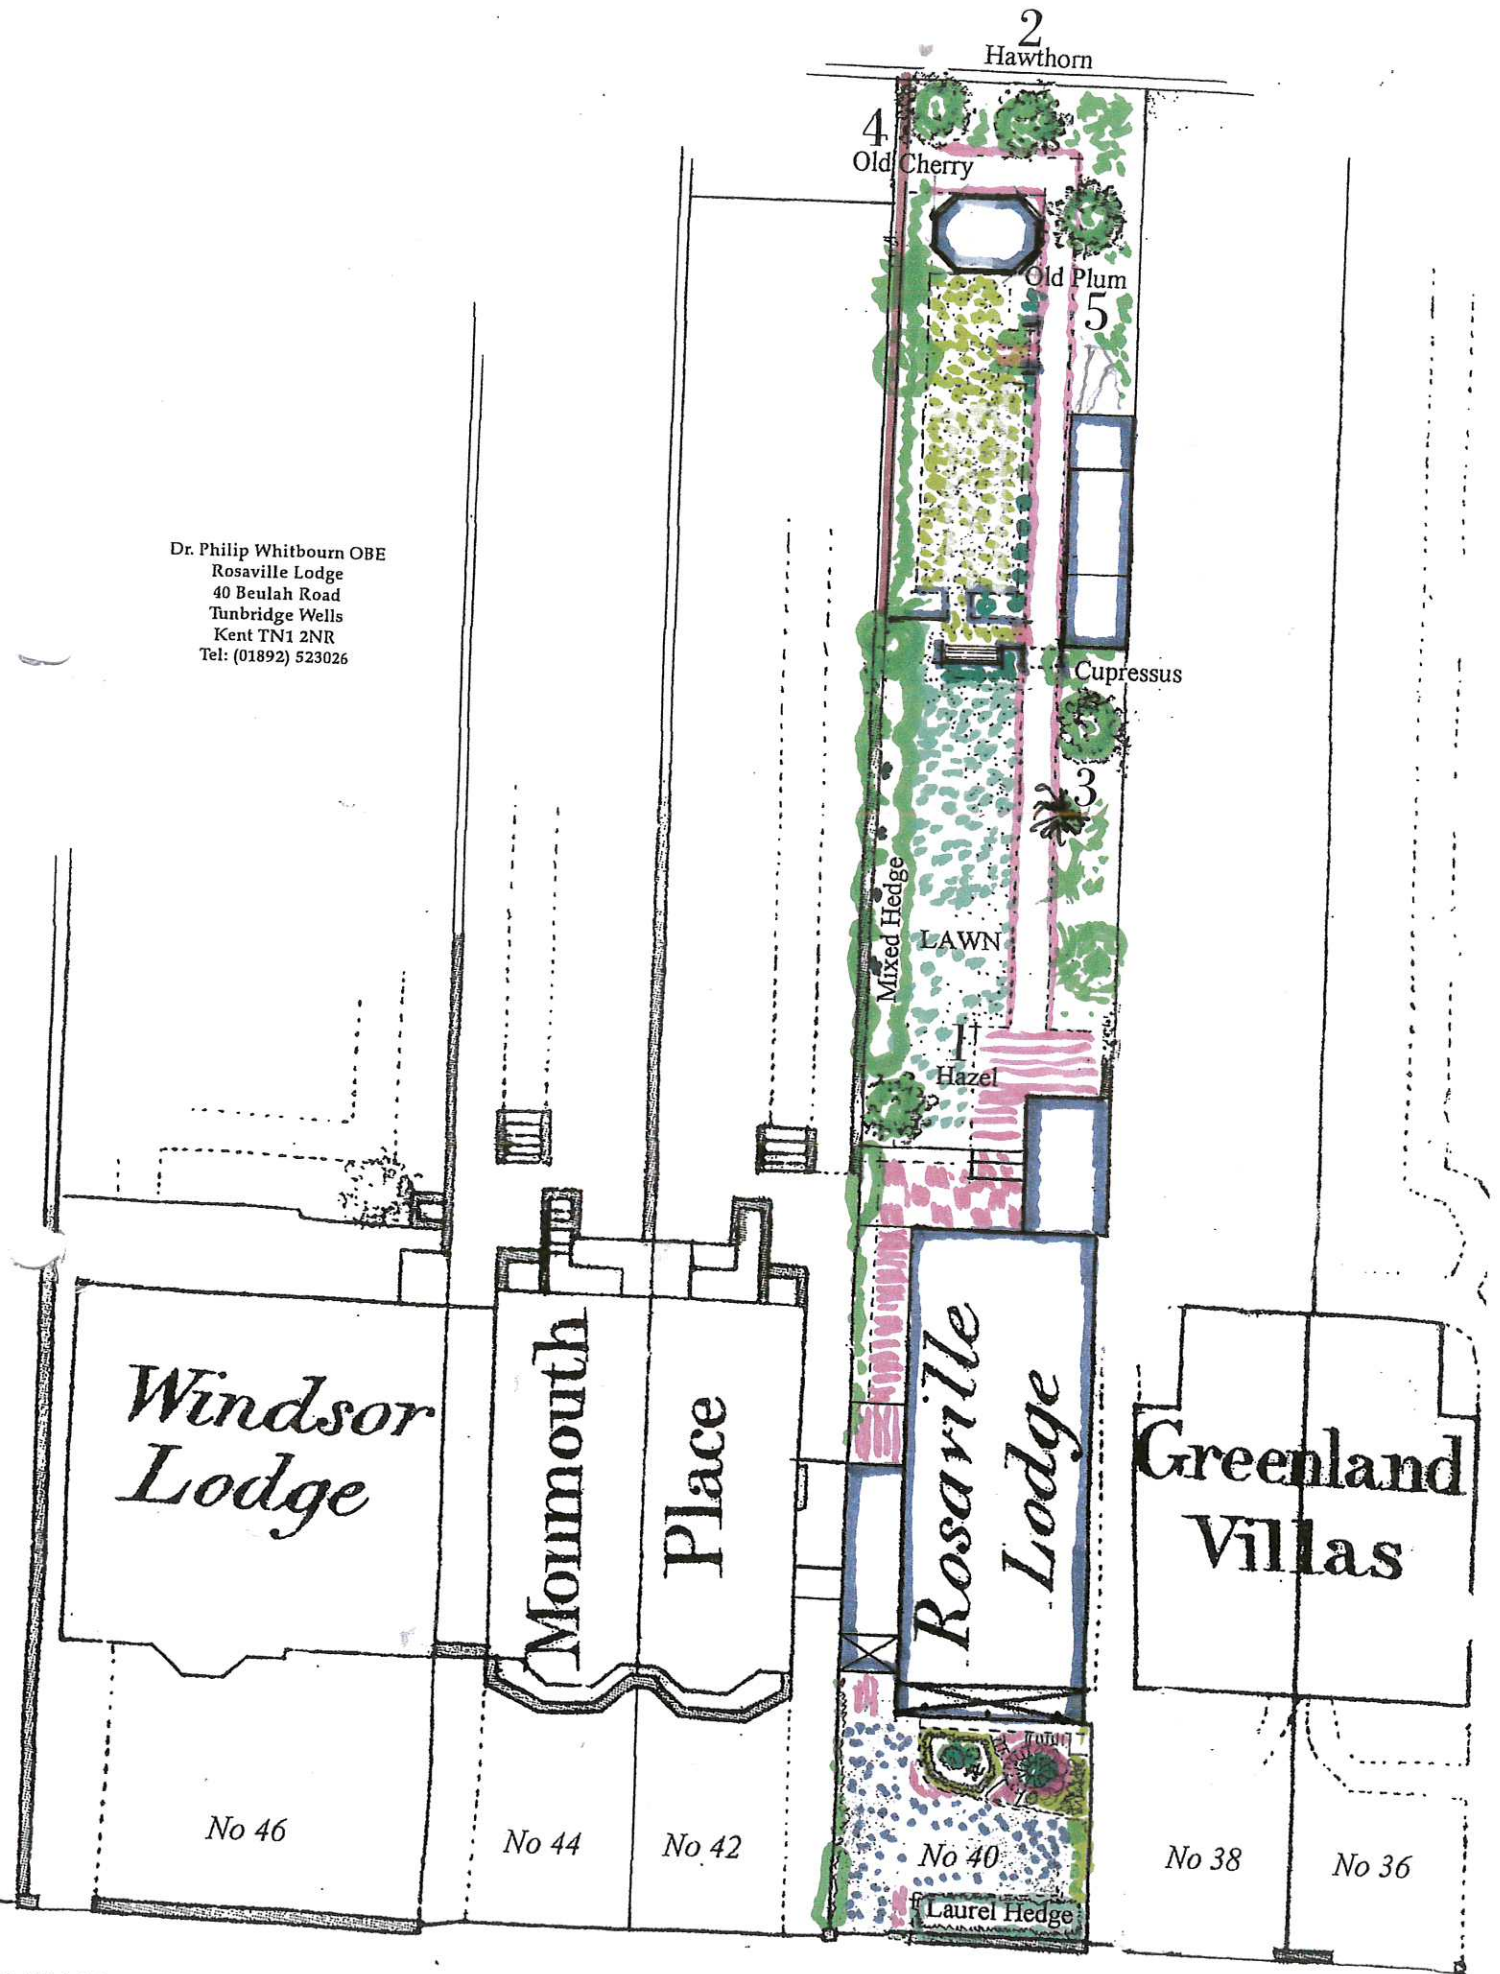 2
Hawthorn
4
Old Cherry
Old Plum
5
Dr. Philip Whitbourn OBE
Rosaville Lodge
40 Beulah Road
Tunbridge Wells
Kent TN1 2NR
Tel: (01892) 523026
Cupressus
3
Mixed Hedge
LAWN
1
Hazel
Windsor
Lodge
Monmouth
Place
Rosaville
Lodge
Greenland
Villas
No 46
No 44
No 42
No 40
No 38
No 36
Laurel Hedge